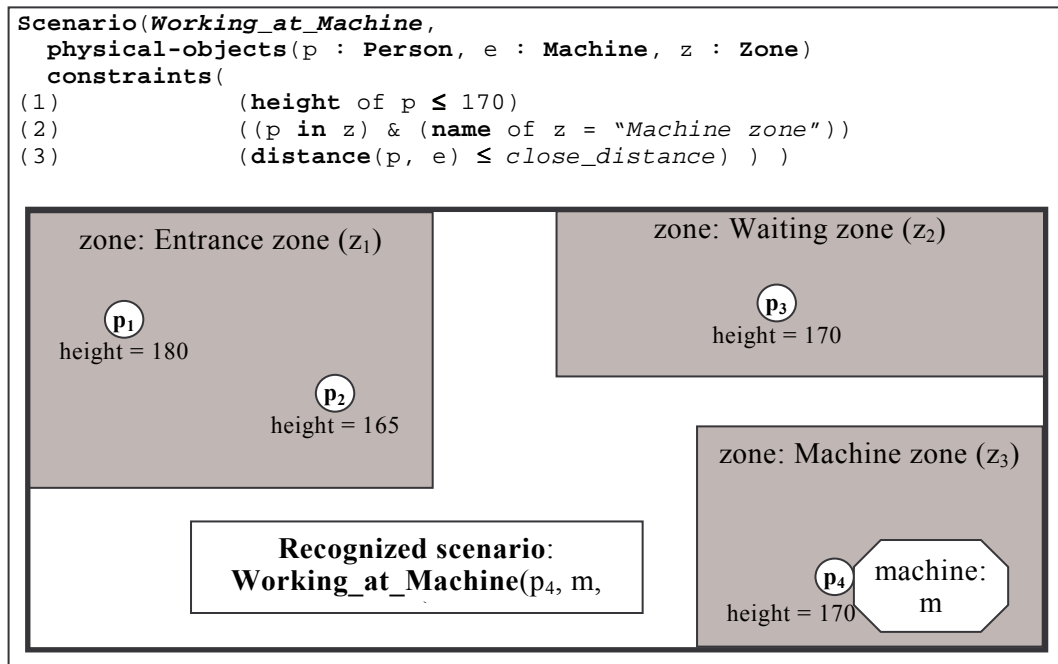 Scenario(Working_at_Machine,
physical-objects(p : Person, e : Machine, z : Zone)
constraints(
(1) (height of p ≤ 170)
(2) ((p in z) & (name of z = “Machine zone”))
(3) (distance(p, e) ≤ close_distance) ) )
zone: Entrance zone (z₁)
zone: Waiting zone (z₂)
p₁
height = 180
p₃
height = 170
p₂
height = 165
zone: Machine zone (z₃)
Recognized scenario:
Working_at_Machine(p₄, m,
p₄
height = 170
machine:
m